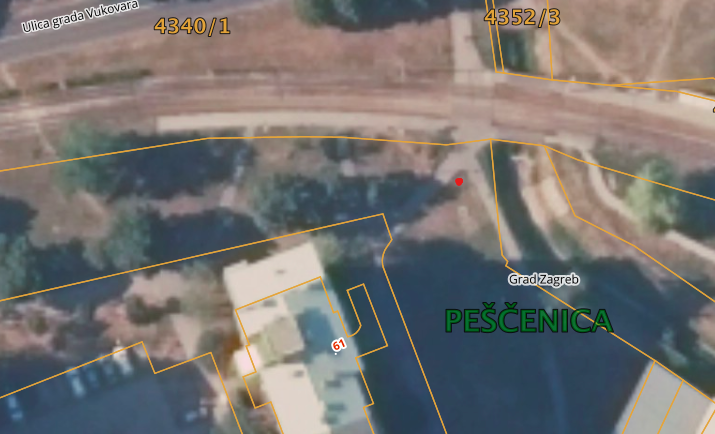 Ulica grada Vukovara
4340/1
4352/3
Grad Zagreb
PEŠČENICA
61